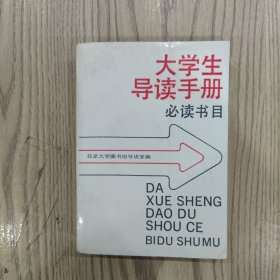 大学生
导读手册
必读书目
北京大学图书馆导读室编
DA
XUE SHENG
DAO DU
SHOU CE
BIDU SHUMU